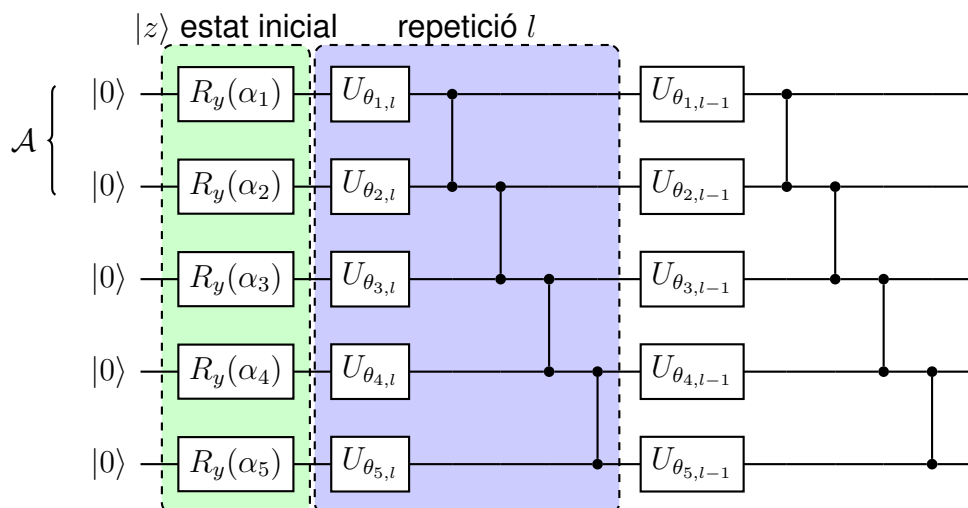 |z⟩ estat inicial repetició l
|0⟩ R_y(α_1) U_{θ_{1,l}} U_{θ_{1,l−1}}
𝒜
|0⟩ R_y(α_2) U_{θ_{2,l}} U_{θ_{2,l−1}}
|0⟩ R_y(α_3) U_{θ_{3,l}} U_{θ_{3,l−1}}
|0⟩ R_y(α_4) U_{θ_{4,l}} U_{θ_{4,l−1}}
|0⟩ R_y(α_5) U_{θ_{5,l}} U_{θ_{5,l−1}}